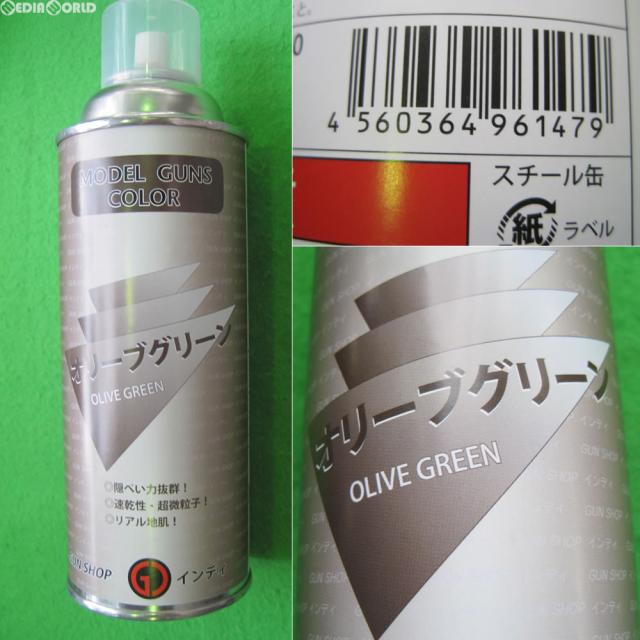 MEDIAWORLD
MODEL GUNS
COLOR
オリーブグリーン
OLIVE GREEN
◎隠ぺい力抜群！
◎速乾性・超微粒子！
◎リアル地肌！
GUN SHOP インディ
と。
0
4 560364 961479
スチール缶
紙 ラベル
オリーブグリーン
OLIVE GREEN
GUN SHOP インディ